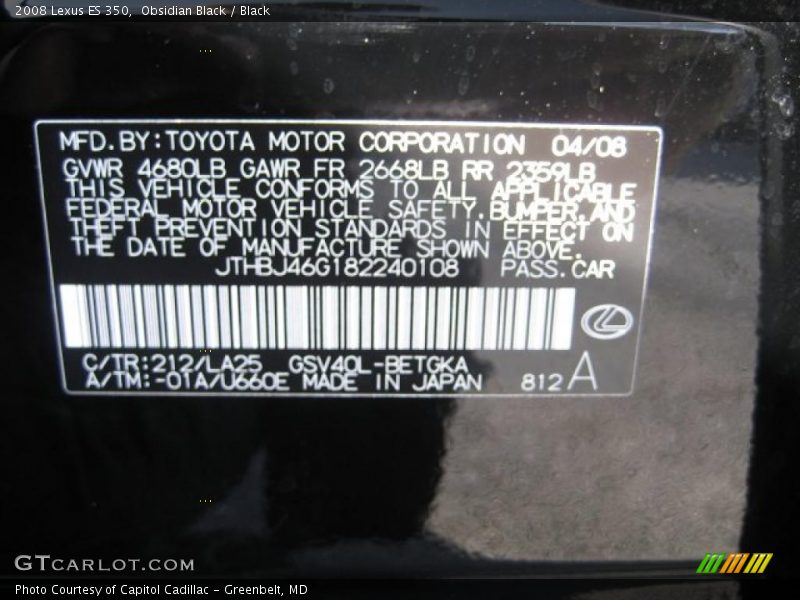 2008 Lexus ES 350, Obsidian Black / Black
MFD.BY:TOYOTA MOTOR CORPORATION 04/08
GVWR 4680LB GAWR FR 2668LB RR 2359LB
THIS VEHICLE CONFORMS TO ALL APPLICABLE
FEDERAL MOTOR VEHICLE SAFETY,BUMPER,AND
THEFT PREVENTION STANDARDS IN EFFECT ON
THE DATE OF MANUFACTURE SHOWN ABOVE.
JTHBJ46G182240108 PASS.CAR
C/TR:212/LA25 GSV40L-BETGKA
A/TM:-01A/U660E MADE IN JAPAN 812 A
GTCARLOT.COM
Photo Courtesy of Capitol Cadillac - Greenbelt, MD